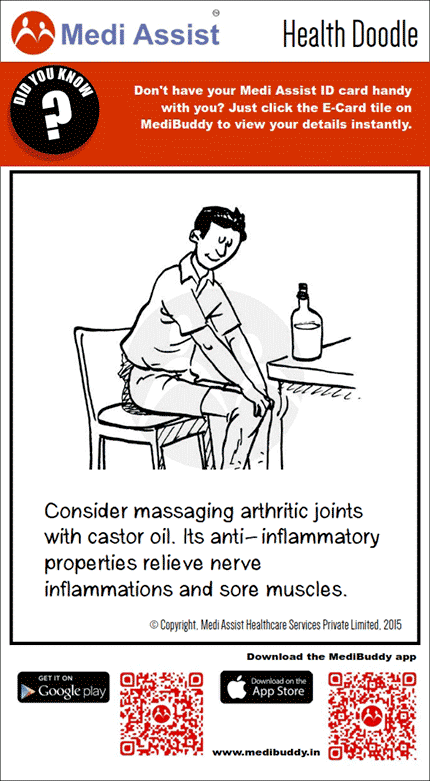 Medi Assist
Health Doodle
DID YOU KNOW
?
Don't have your Medi Assist ID card handy
with you? Just click the E-Card tile on
MediBuddy to view your details instantly.
Consider massaging arthritic joints
with castor oil. Its anti-inflammatory
properties relieve nerve
inflammations and sore muscles.
© Copyright, Medi Assist Healthcare Services Private Limited, 2015
Download the MediBuddy app
GET IT ON
Google play
Download on the
App Store
www.medibuddy.in